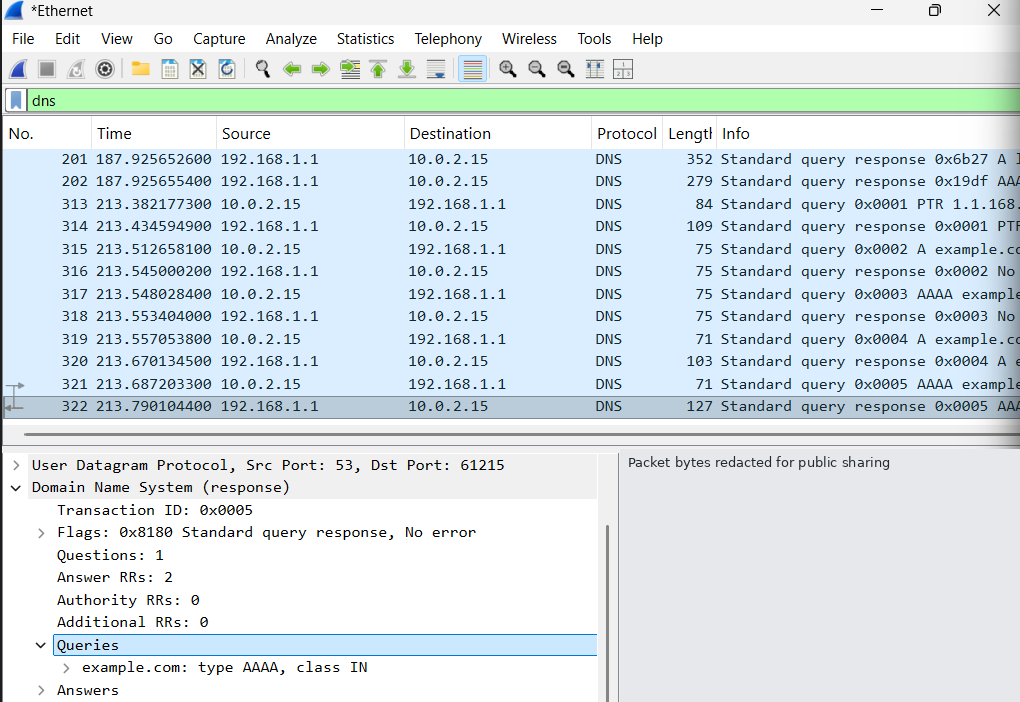 *Ethernet
File Edit View Go Capture Analyze Statistics Telephony Wireless Tools Help
dns
No. Time Source Destination Protocol Length Info
201 187.925652600 192.168.1.1 10.0.2.15 DNS 352 Standard query response 0x6b27 A
202 187.925655400 192.168.1.1 10.0.2.15 DNS 279 Standard query response 0x19df AAA
313 213.382177300 10.0.2.15 192.168.1.1 DNS 84 Standard query 0x0001 PTR 1.1.168.
314 213.434594900 192.168.1.1 10.0.2.15 DNS 109 Standard query response 0x0001 PTR
315 213.512658100 10.0.2.15 192.168.1.1 DNS 75 Standard query 0x0002 A example.co
316 213.545000200 192.168.1.1 10.0.2.15 DNS 75 Standard query response 0x0002 No
317 213.548028400 10.0.2.15 192.168.1.1 DNS 75 Standard query 0x0003 AAAA example
318 213.553404000 192.168.1.1 10.0.2.15 DNS 75 Standard query response 0x0003 No
319 213.557053800 10.0.2.15 192.168.1.1 DNS 71 Standard query 0x0004 A example.co
320 213.670134500 192.168.1.1 10.0.2.15 DNS 103 Standard query response 0x0004 A e
321 213.687203300 10.0.2.15 192.168.1.1 DNS 71 Standard query 0x0005 AAAA example
322 213.790104400 192.168.1.1 10.0.2.15 DNS 127 Standard query response 0x0005 AAA
User Datagram Protocol, Src Port: 53, Dst Port: 61215
Domain Name System (response)
Transaction ID: 0x0005
Flags: 0x8180 Standard query response, No error
Questions: 1
Answer RRs: 2
Authority RRs: 0
Additional RRs: 0
Queries
example.com: type AAAA, class IN
Answers
Packet bytes redacted for public sharing